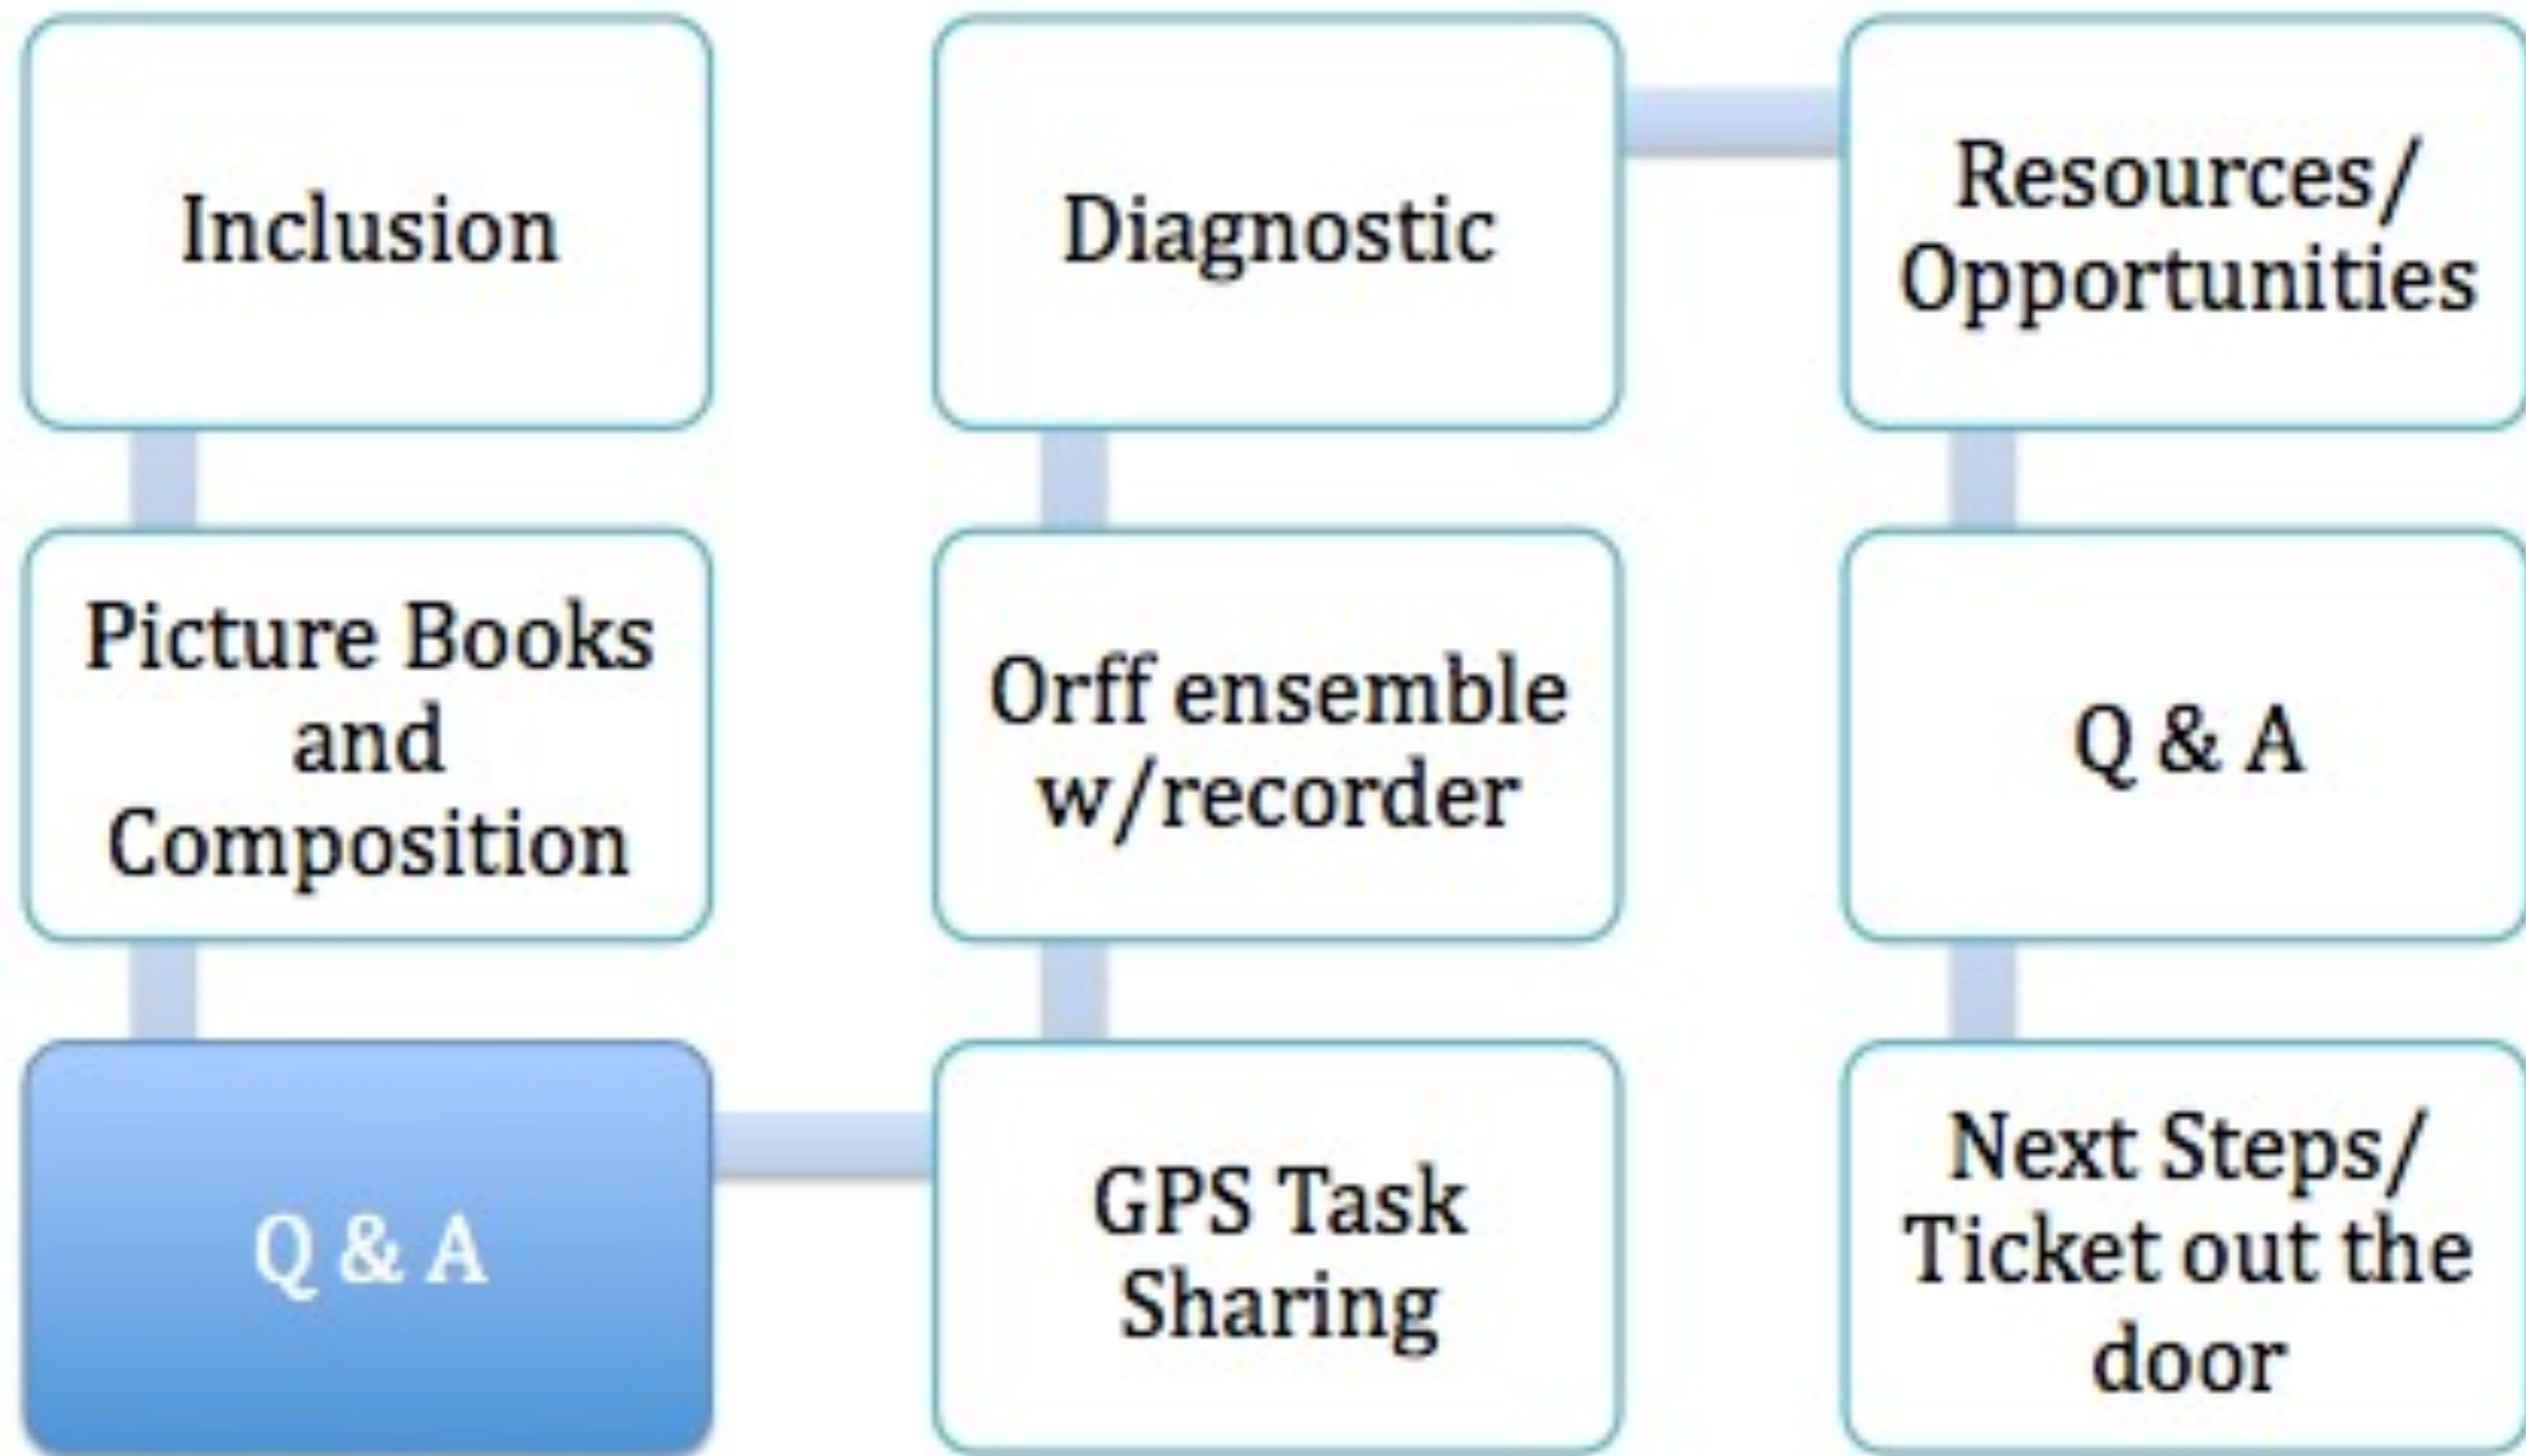 Inclusion
Picture Books
and
Composition
Q & A
GPS Task
Sharing
Orff ensemble
w/recorder
Diagnostic
Resources/
Opportunities
Q & A
Next Steps/
Ticket out the
door